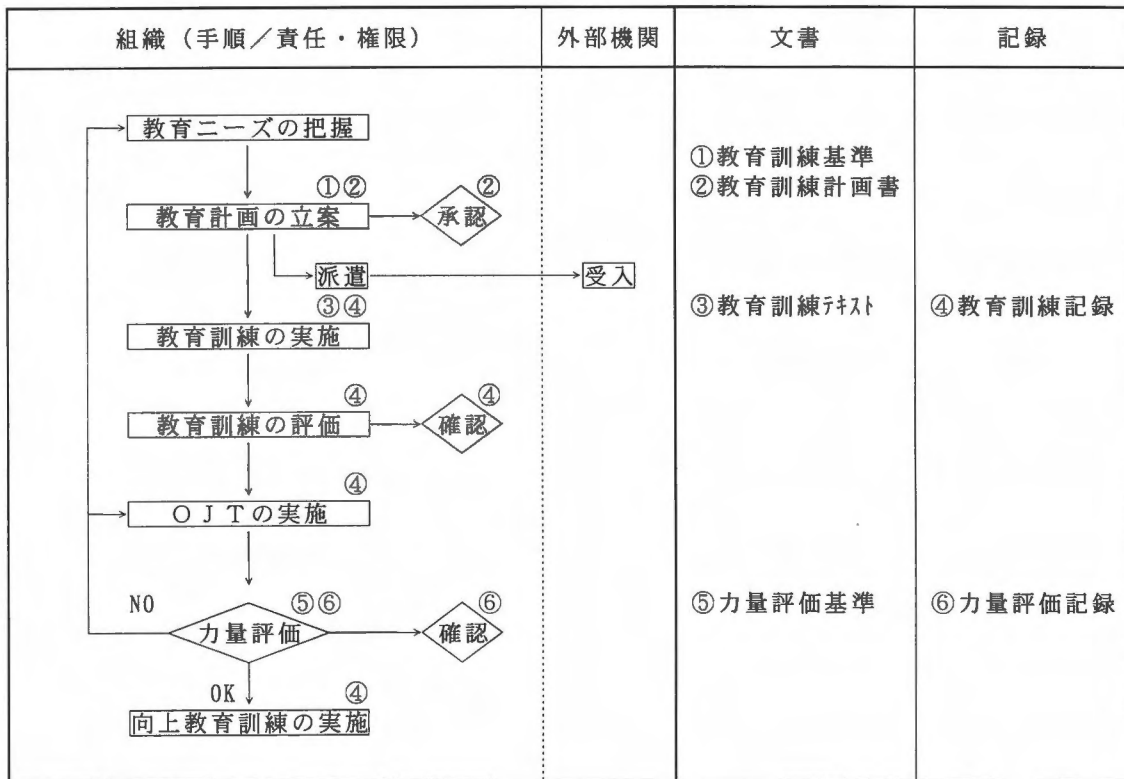 組織（手順／責任・権限） 外部機関 文書 記録
教育ニーズの把握
①教育訓練基準
①② ② ②教育訓練計画書
教育計画の立案 承認
派遣 受入
③④ ③教育訓練ﾃｷｽﾄ ④教育訓練記録
教育訓練の実施
④ ④
教育訓練の評価 確認
④
ＯＪＴの実施
NO ⑤⑥ ⑥ ⑤力量評価基準 ⑥力量評価記録
力量評価 確認
OK ④
向上教育訓練の実施